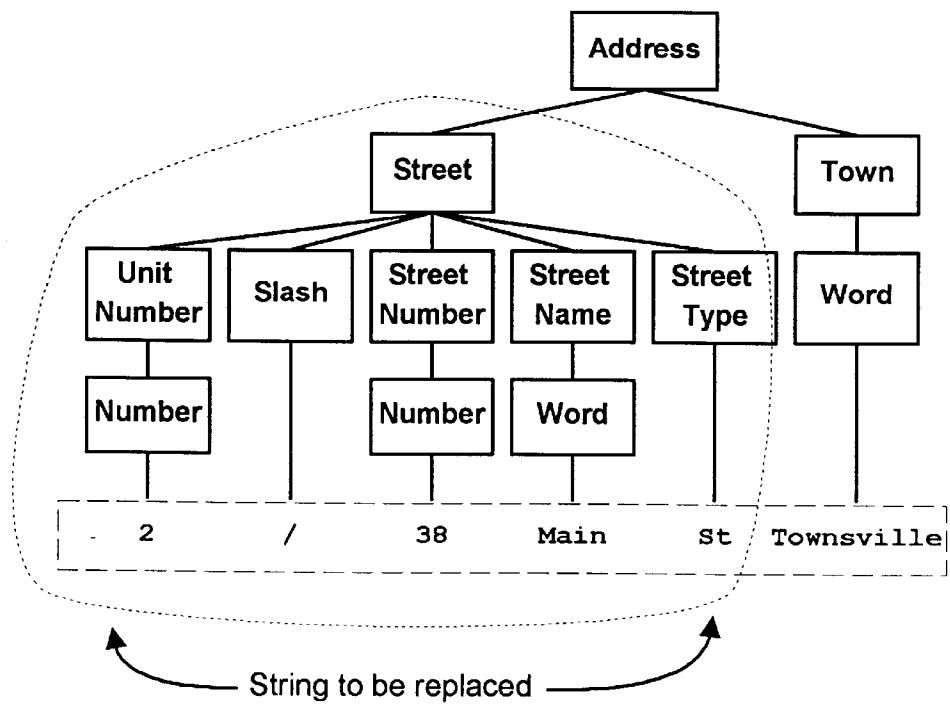 Address
Street
Town
Unit
Number
Slash
Street
Number
Street
Name
Street
Type
Word
Number
Number
Word
2 / 38 Main St Townsville
String to be replaced